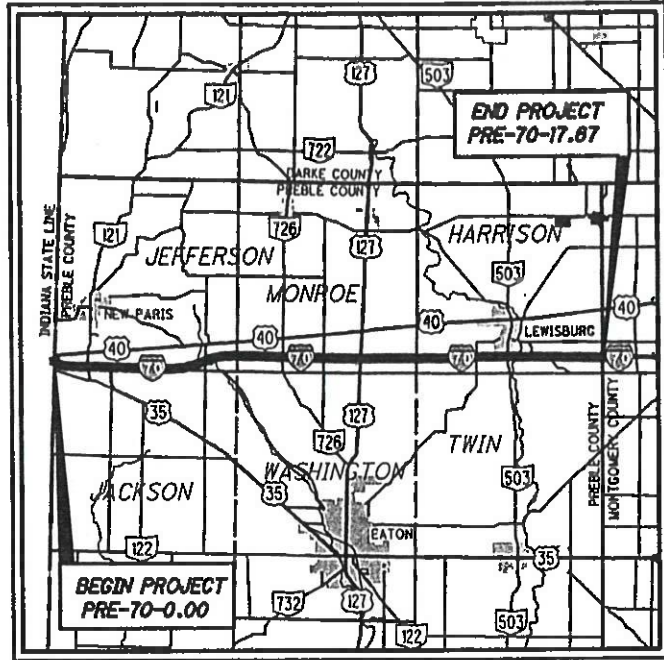 127
503
121
END PROJECT
PRE-70-17.67
722
DARKE COUNTY
PREBLE COUNTY
INDIANA STATE LINE
PREBLE COUNTY
121
726
127
HARRISON
JEFFERSON
MONROE
503
NEW PARIS
40
40
40
40
LEWISBURG
40
70
70
70
70
35
127
726
TWIN
WASHINGTON
PREBLE COUNTY
MONTGOMERY COUNTY
JACKSON
35
503
EATON
122
35
BEGIN PROJECT
PRE-70-0.00
732
127
122
503